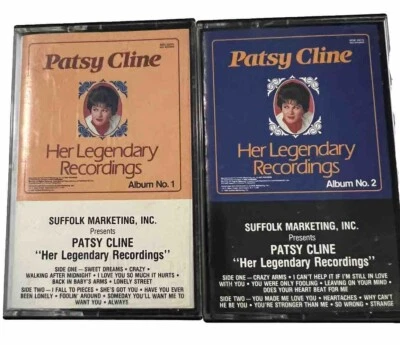 Patsy Cline
Her Legendary
Recordings
Album No. 1
SUFFOLK MARKETING, INC.
Presents
PATSY CLINE
"Her Legendary Recordings"
SIDE ONE — SWEET DREAMS • CRAZY •
WALKING AFTER MIDNIGHT • I LOVE YOU SO MUCH IT HURTS •
BACK IN BABY'S ARMS • LONELY STREET
SIDE TWO — I FALL TO PIECES • SHE'S GOT YOU • HAVE YOU EVER
BEEN LONELY • FOOLIN' AROUND • SOMEDAY YOU'LL WANT ME TO
WANT YOU • ALWAYS
Patsy Cline
Her Legendary
Recordings
Album No. 2
SUFFOLK MARKETING, INC.
Presents
PATSY CLINE
"Her Legendary Recordings"
SIDE ONE — CRAZY ARMS • I CAN'T HELP IT IF I'M STILL IN LOVE
WITH YOU • YOU WERE ONLY FOOLING • LEAVING ON YOUR MIND •
DOES YOUR HEART BEAT FOR ME
SIDE TWO — YOU MADE ME LOVE YOU • HEARTACHES • WHY CAN'T
HE BE YOU • YOU'RE STRONGER THAN ME • SO WRONG • STRANGE